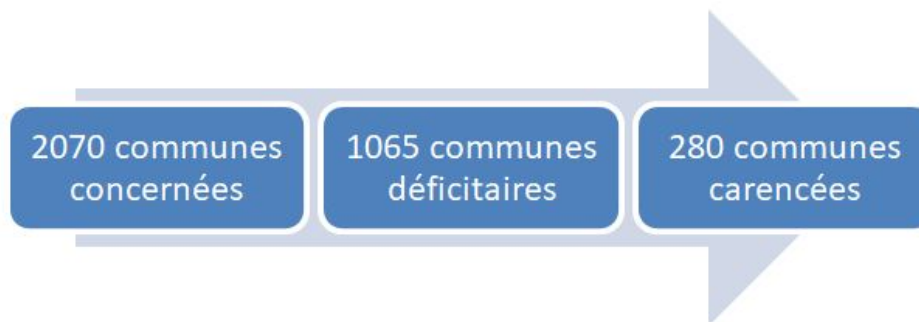 2070 communes
concernées
1065 communes
déficitaires
280 communes
carencées